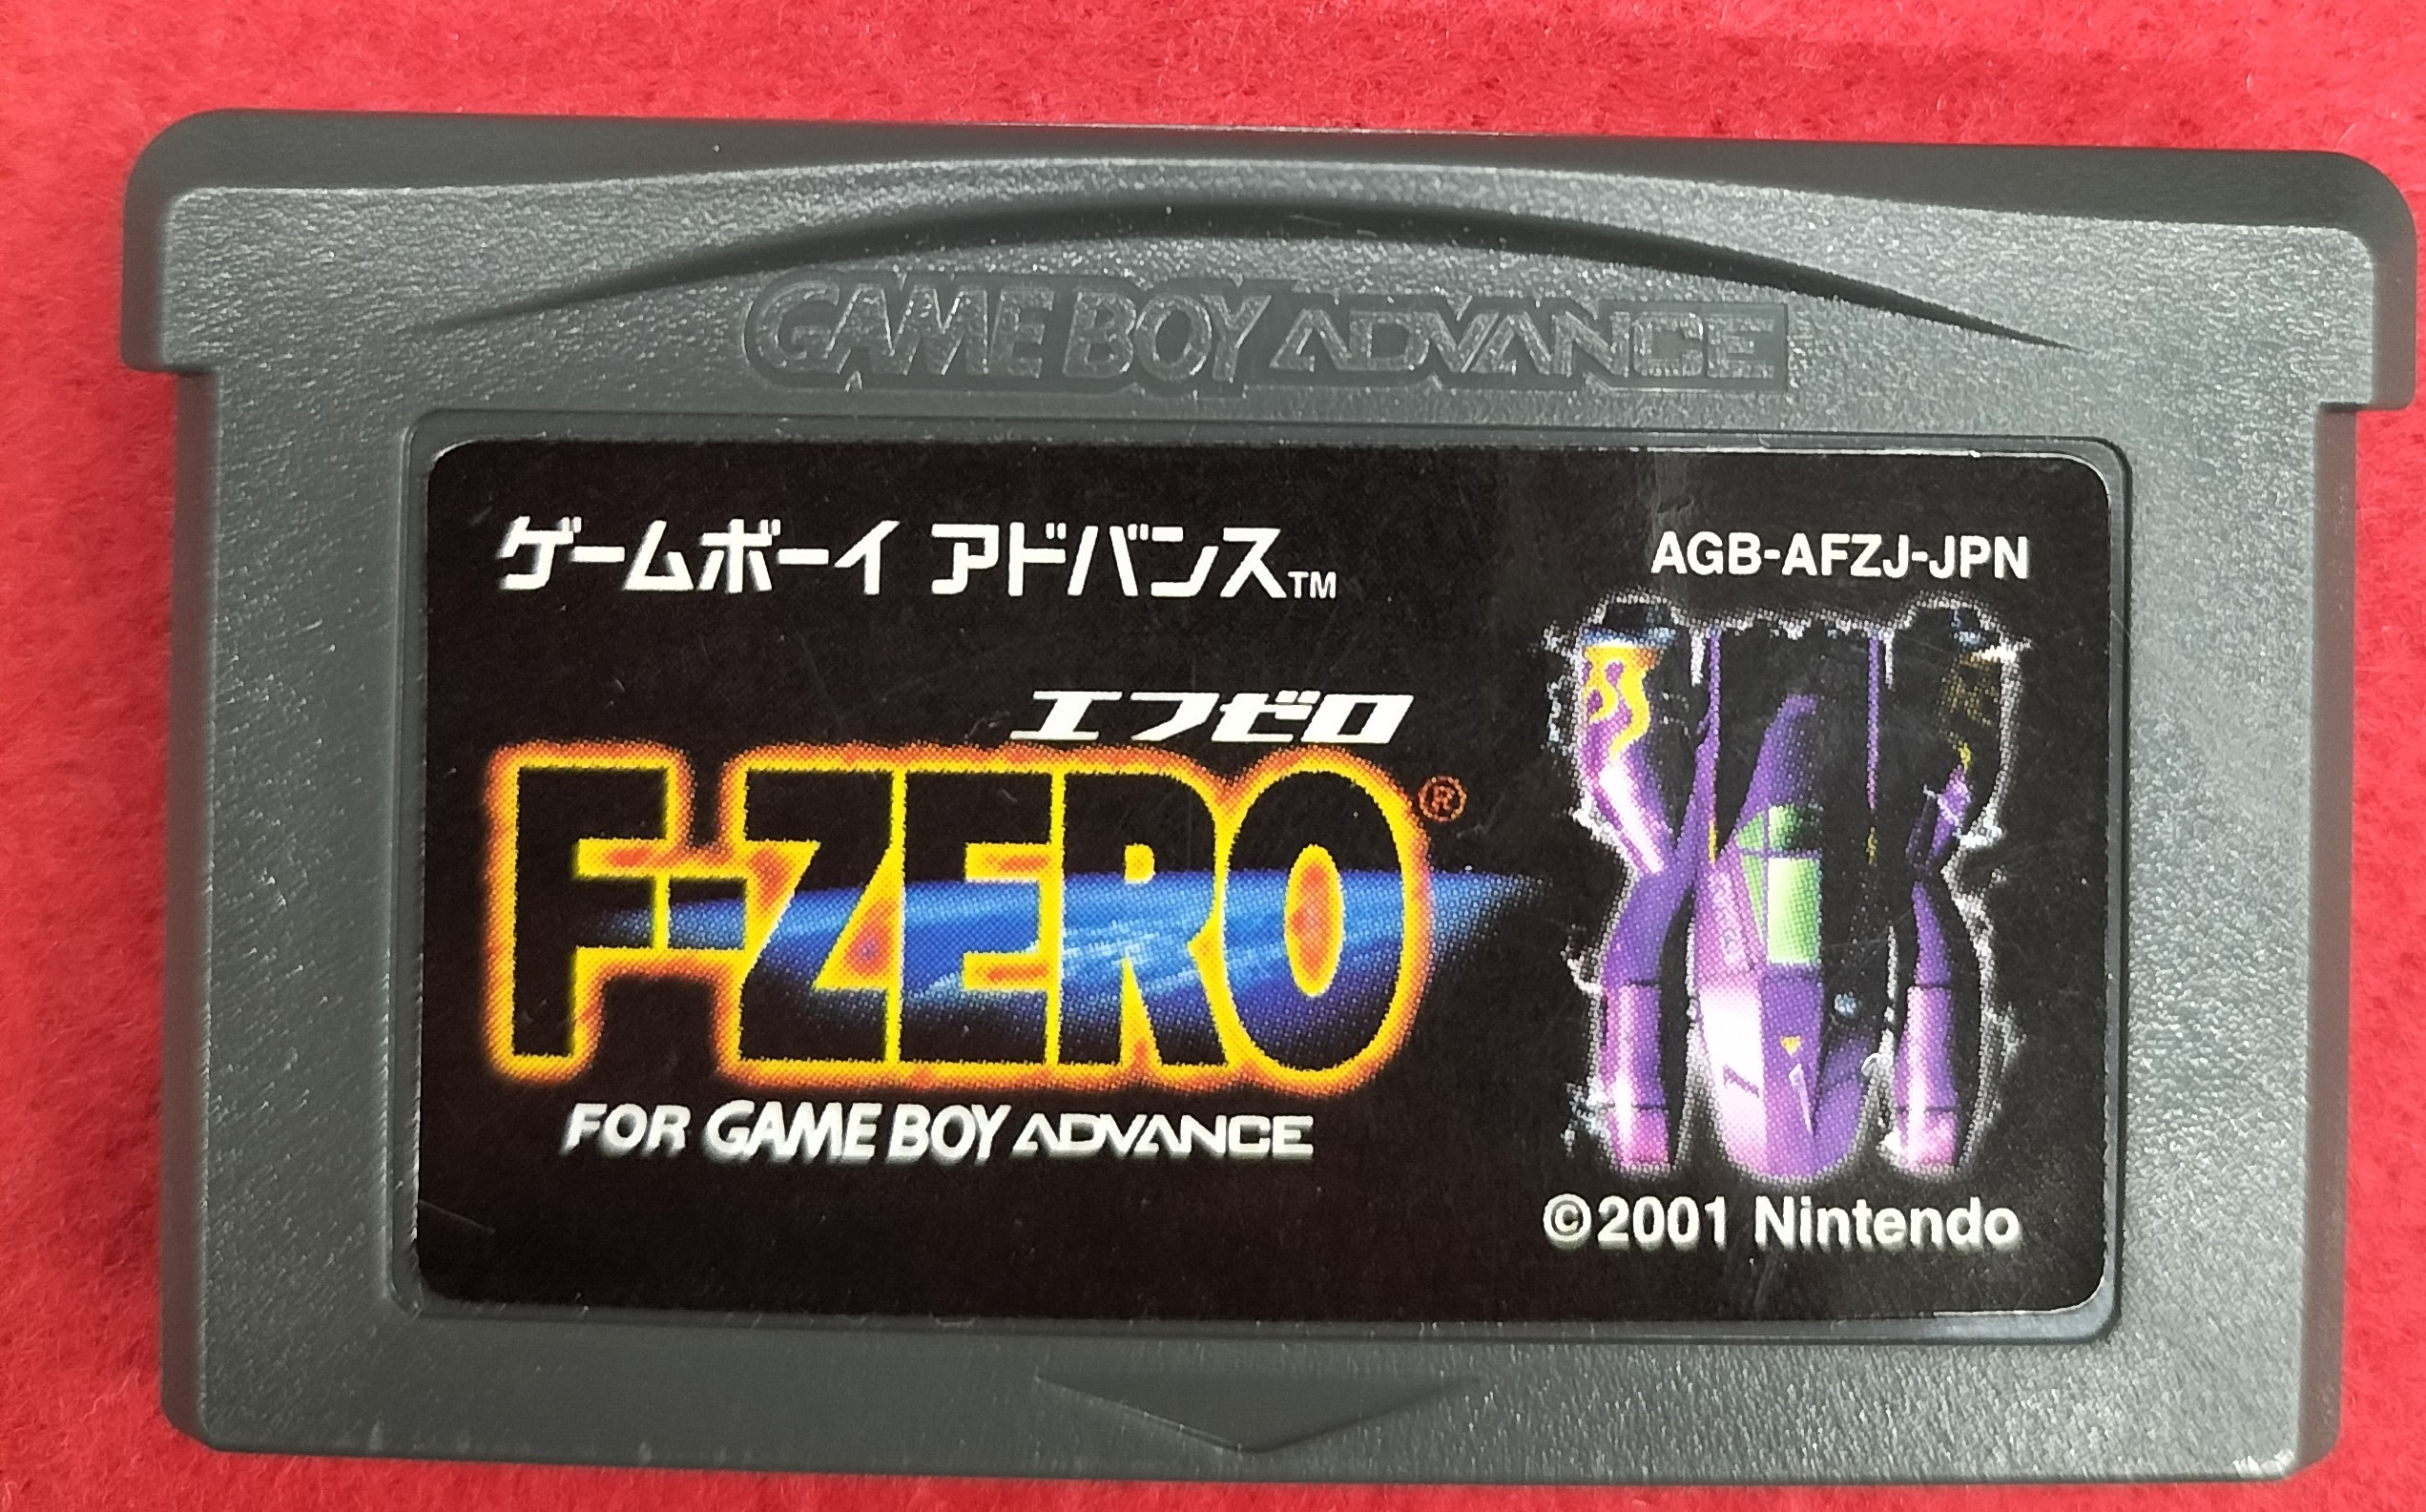 GAME BOY ADVANCE
ゲームボーイ アドバンス™
AGB-AFZJ-JPN
エフゼロ
F-ZERO®
FOR GAME BOY ADVANCE
©2001 Nintendo